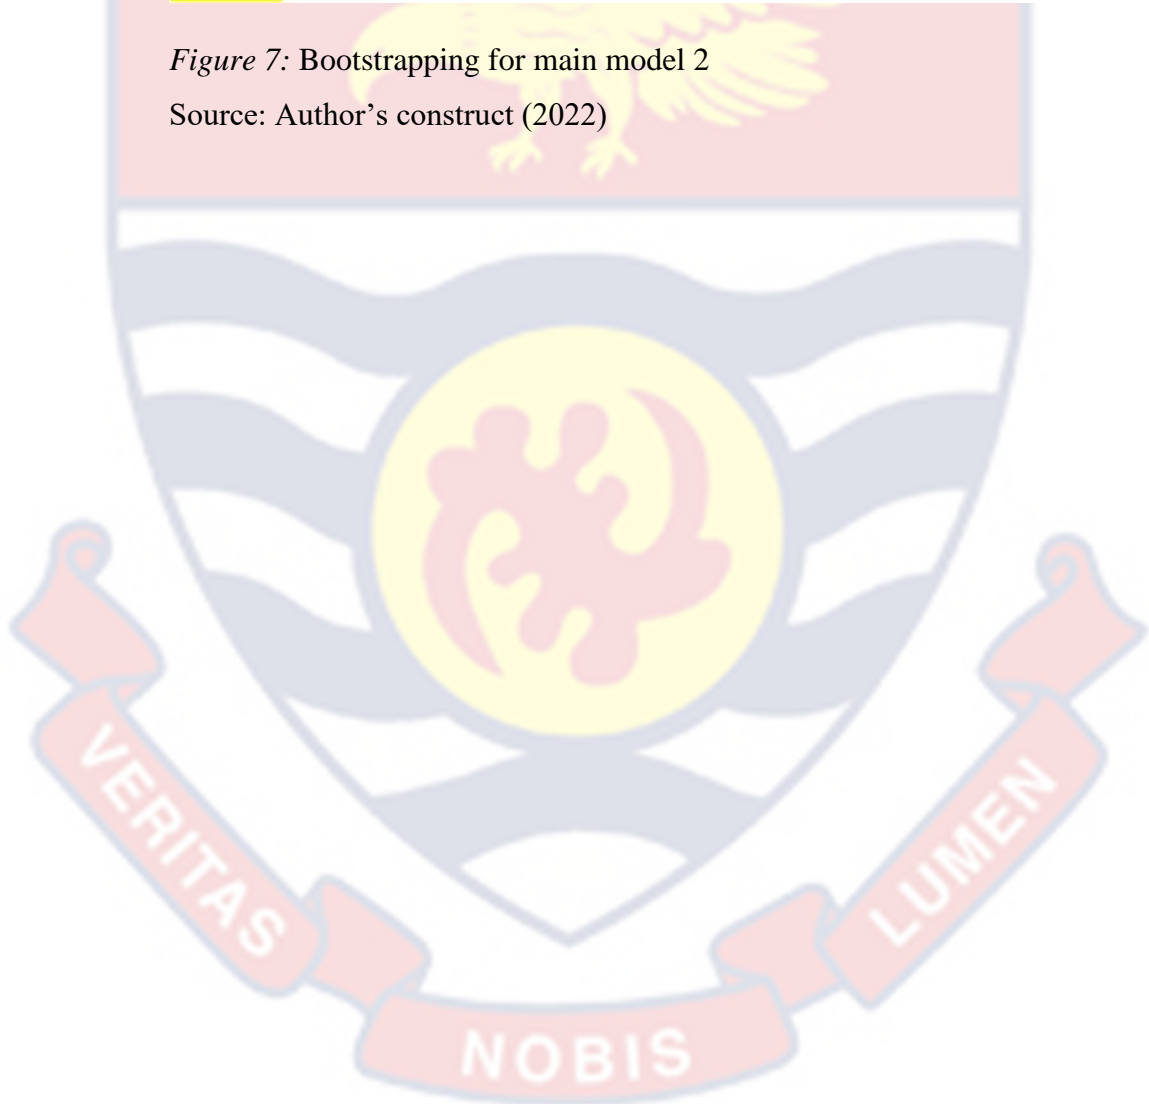 Figure 7: Bootstrapping for main model 2
Source: Author’s construct (2022)
VERITAS
NOBIS
LUMEN